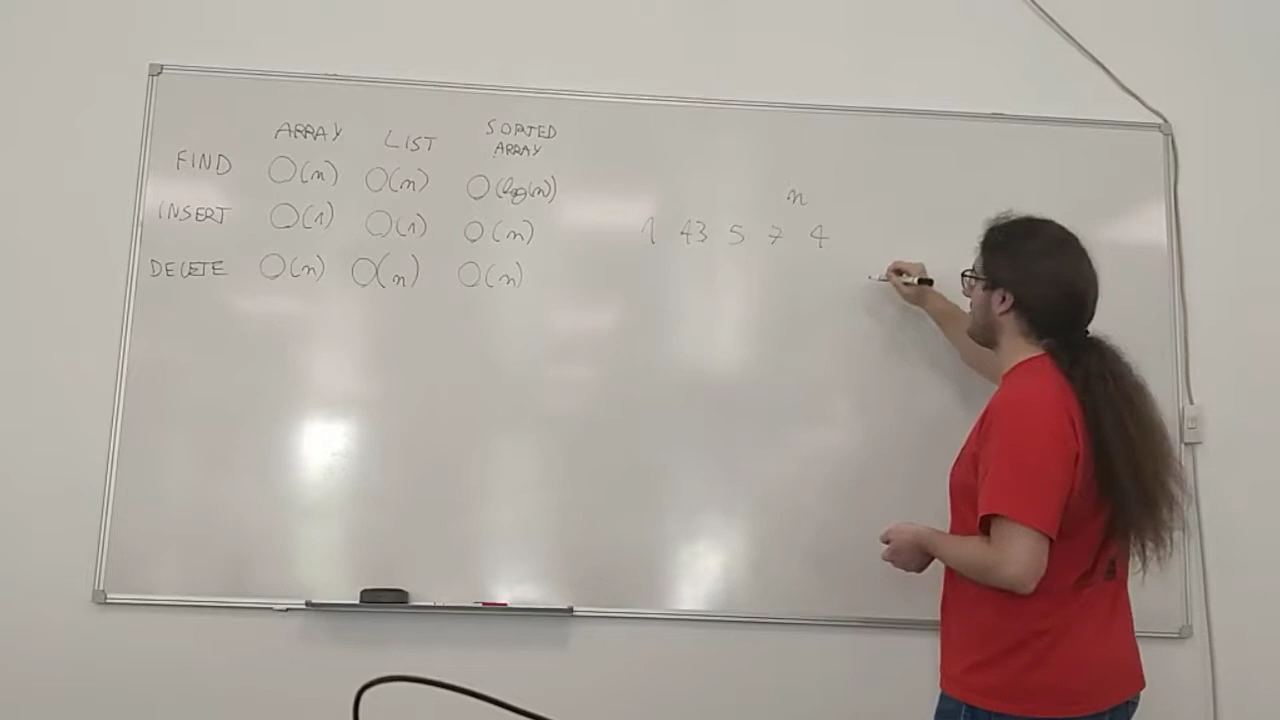 ARRAY LIST SORTED ARRAY
FIND O(n) O(n) O(log(n))
INSERT O(1) O(1) O(n)
DELETE O(n) O(n) O(n)
n
1 43 5 7 4